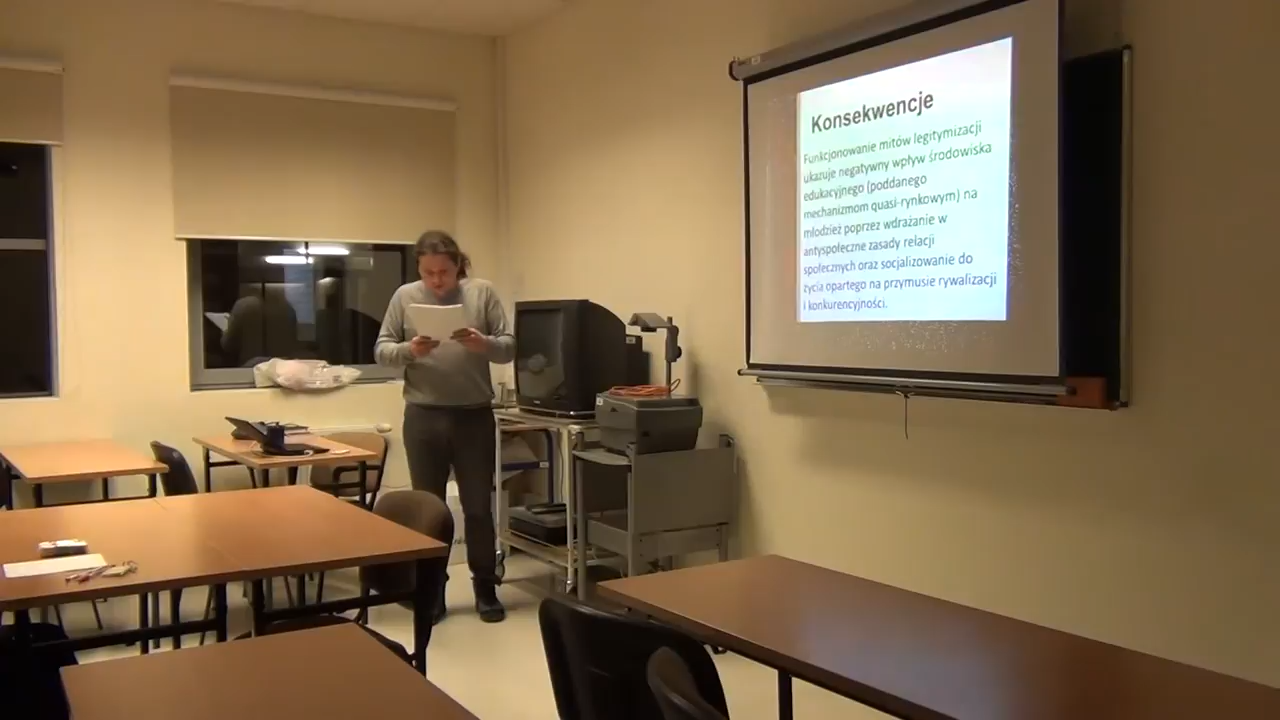 Konsekwencje
Funkcjonowanie mitów legitymizacji
ukazuje negatywny wpływ środowiska
edukacyjnego (poddanego
mechanizmom quasi-rynkowym) na
młodzież poprzez wdrażanie w
antyspołeczne zasady relacji
społecznych oraz socjalizowanie do
życia opartego na przymusie rywalizacji
i konkurencyjności.